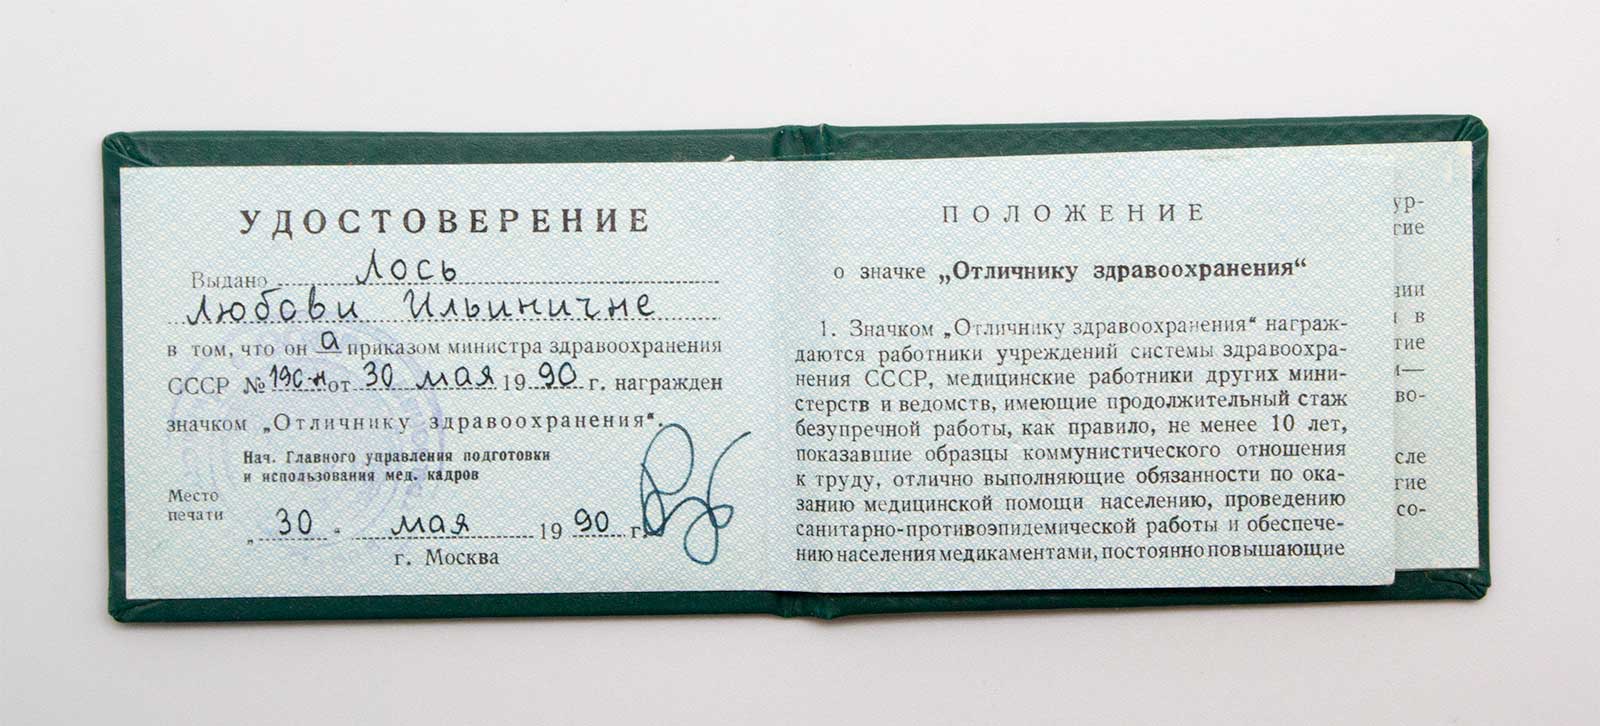 УДОСТОВЕРЕНИЕ
Выдано Лось
Любови Ильиничне
в том, что он а приказом министра здравоохранения
СССР № 19С-н от 30 мая 1990 г. награжден
значком „Отличнику здравоохранения“.
Нач. Главного управления подготовки
и использования мед. кадров
Место
печати
„30“ мая 1990 г.
г. Москва
ПОЛОЖЕНИЕ
о значке „Отличнику здравоохранения“
1. Значком „Отличнику здравоохранения“ награж-
даются работники учреждений системы здравоохра-
нения СССР, медицинские работники других мини-
стерств и ведомств, имеющие продолжительный стаж
безупречной работы, как правило, не менее 10 лет,
показавшие образцы коммунистического отношения
к труду, отлично выполняющие обязанности по ока-
занию медицинской помощи населению, проведению
санитарно-противоэпидемической работы и обеспече-
нию населения медикаментами, постоянно повышающие